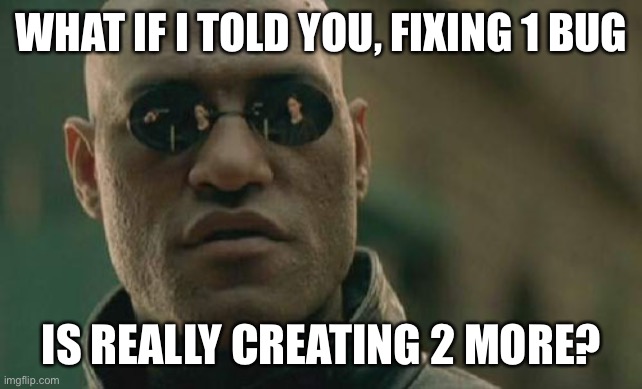 WHAT IF I TOLD YOU, FIXING 1 BUG
IS REALLY CREATING 2 MORE?
imgflip.com